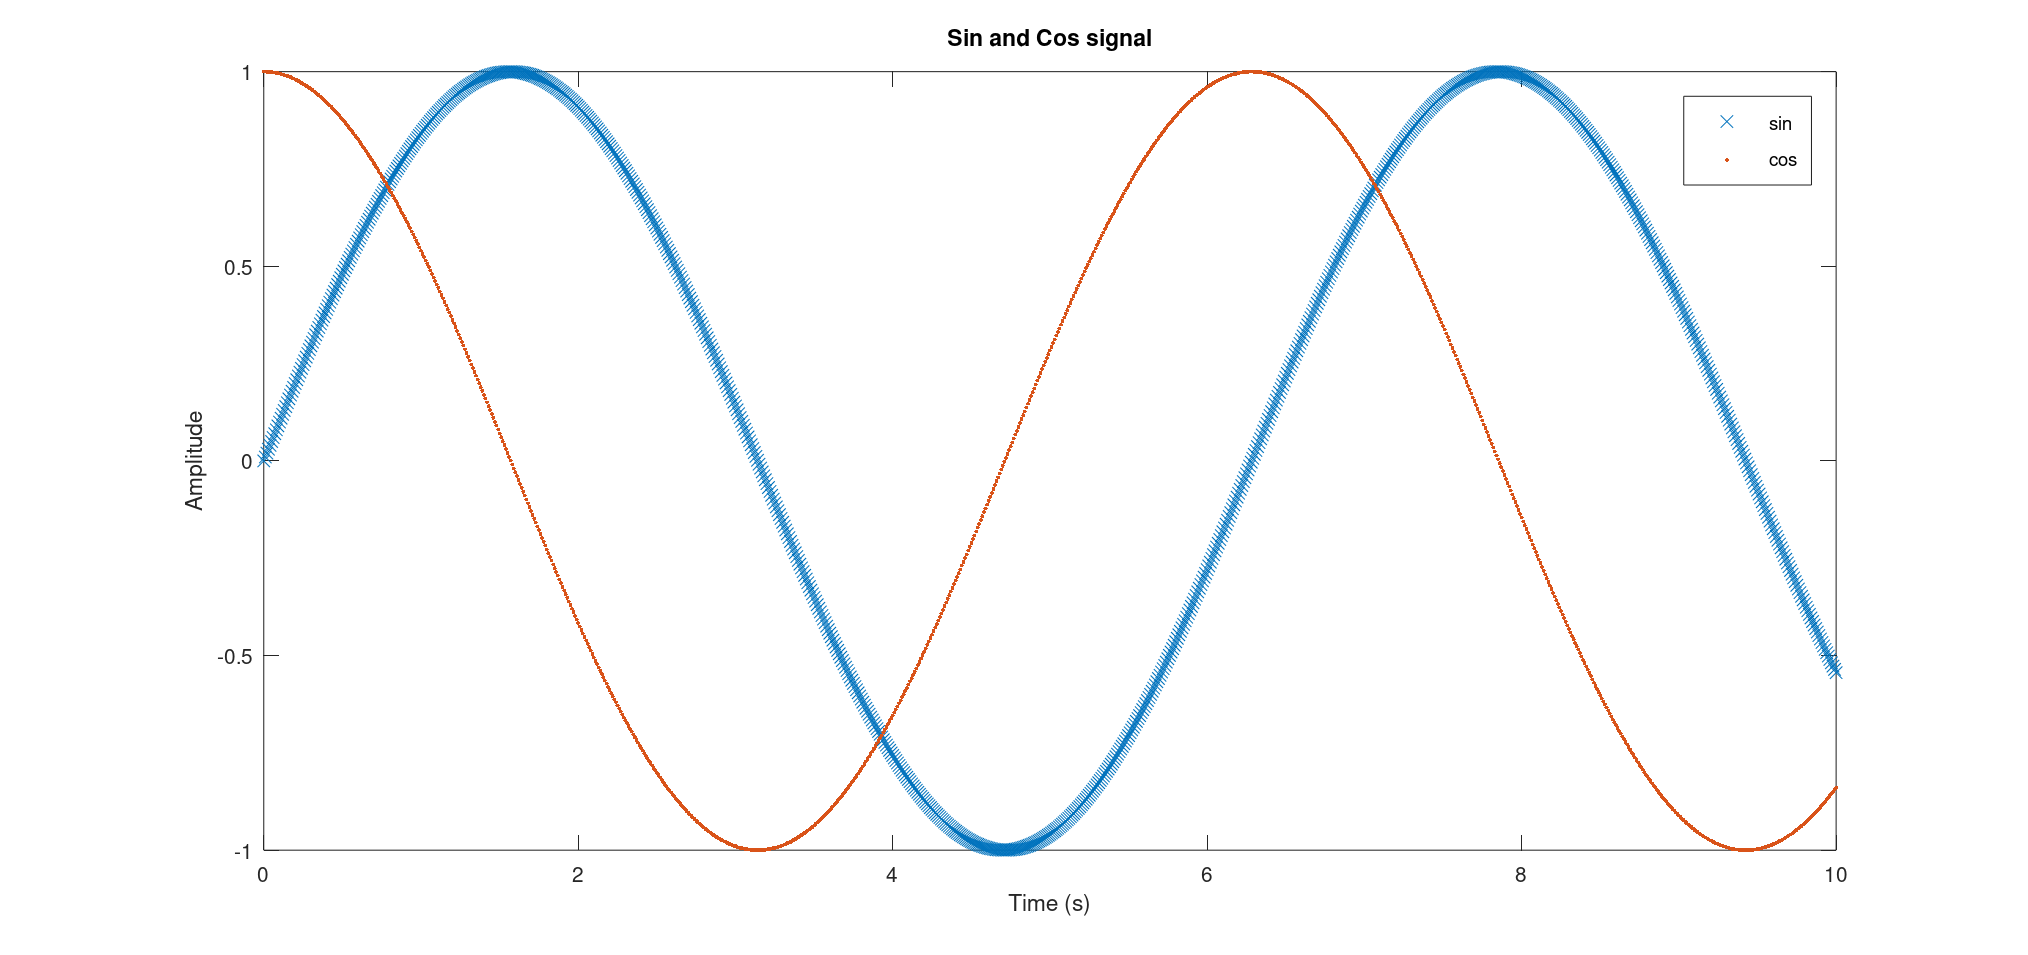 Sin and Cos signal
1
0.5
0
-0.5
-1
Amplitude
0 2 4 6 8 10
Time (s)
sin
cos